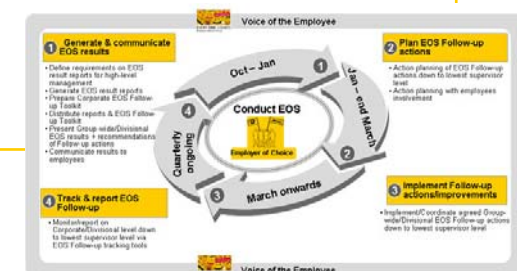 Voice of the Employee
1 Generate & communicate
EOS results
• Define requirements on EOS
result reports for high-level
management
• Generate EOS result reports
• Prepare Corporate EOS Follow-
up Toolkit
• Distribute reports & EOS Follow-
up Toolkit
• Present Group wide/Divisional
EOS results + recommendations
of Follow up actions
• Communicate results to
employees
2 Plan EOS Follow-up
actions
• Action planning of EOS Follow-up
actions down to lowest supervisor
level
• Action planning with employees
involvement
Oct – Jan
1
Jan – end March
2
March onwards
3
Quarterly
ongoing
4
Conduct EOS
Employer of Choice
4 Track & report EOS
Follow-up
• Monitor/report on
Corporate/Divisional level down
to lowest supervisor level via
EOS Follow-up tracking tools
3 Implement Follow-up
actions/improvements
• Implement/Coordinate agreed Group-
wide/Divisional EOS Follow-up actions
down to lowest supervisor level
Voice of the Employee